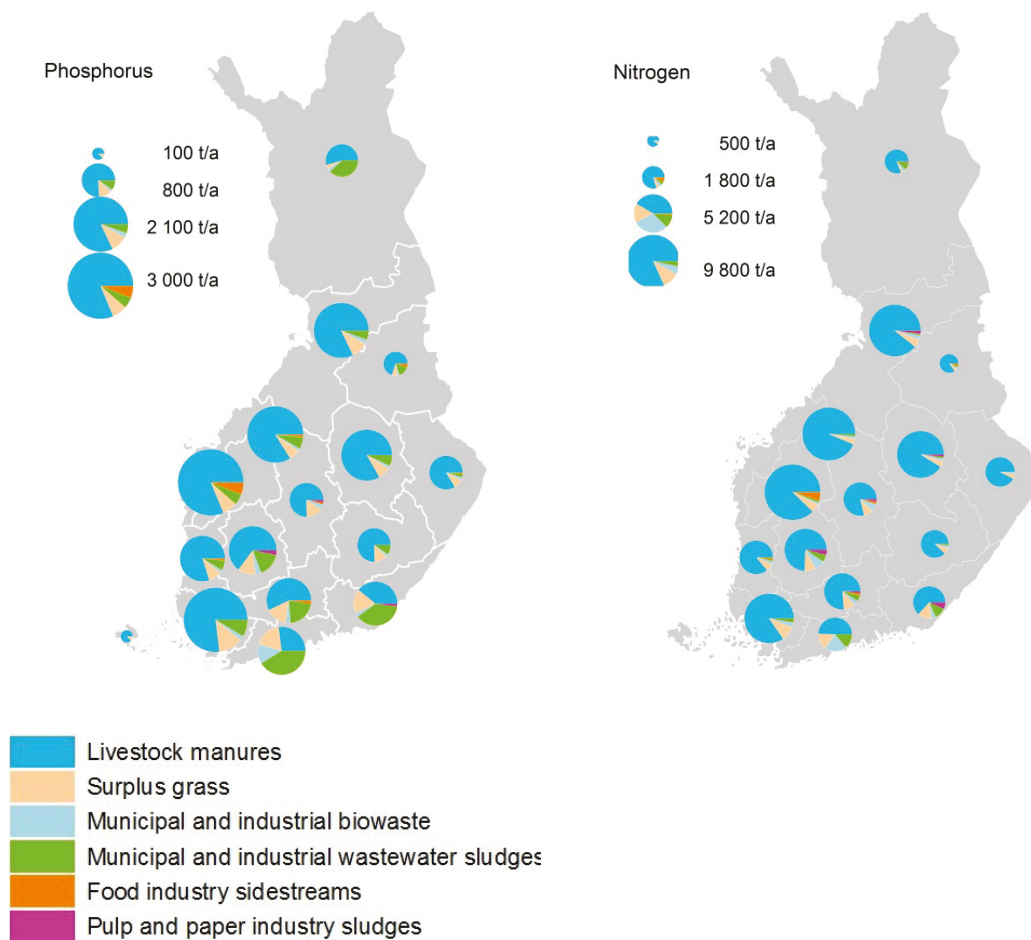 Phosphorus
100 t/a
800 t/a
2 100 t/a
3 000 t/a
Nitrogen
500 t/a
1 800 t/a
5 200 t/a
9 800 t/a
Livestock manures
Surplus grass
Municipal and industrial biowaste
Municipal and industrial wastewater sludges
Food industry sidestreams
Pulp and paper industry sludges